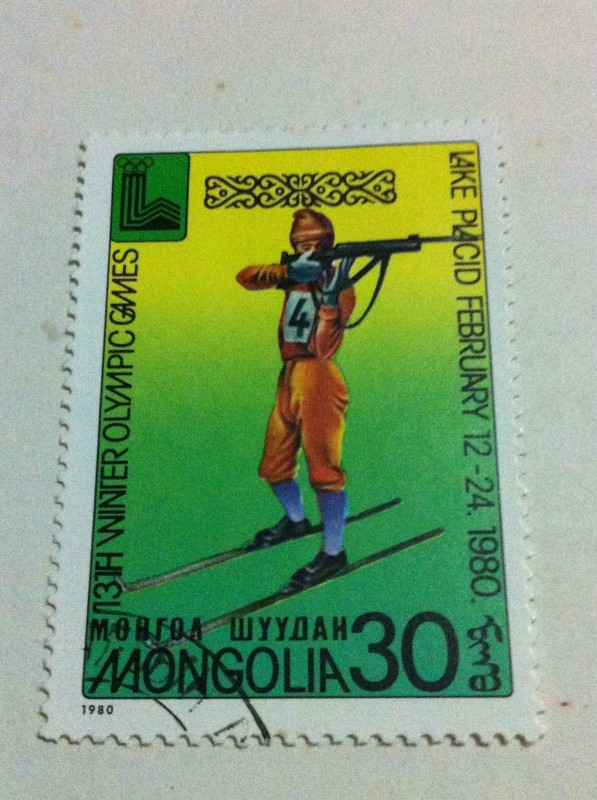 13TH WINTER OLYMPIC GAMES
LAKE PLACID FEBRUARY 12-24. 1980.
4
МОНГОЛ ШУУДАН
MONGOLIA 30
1980